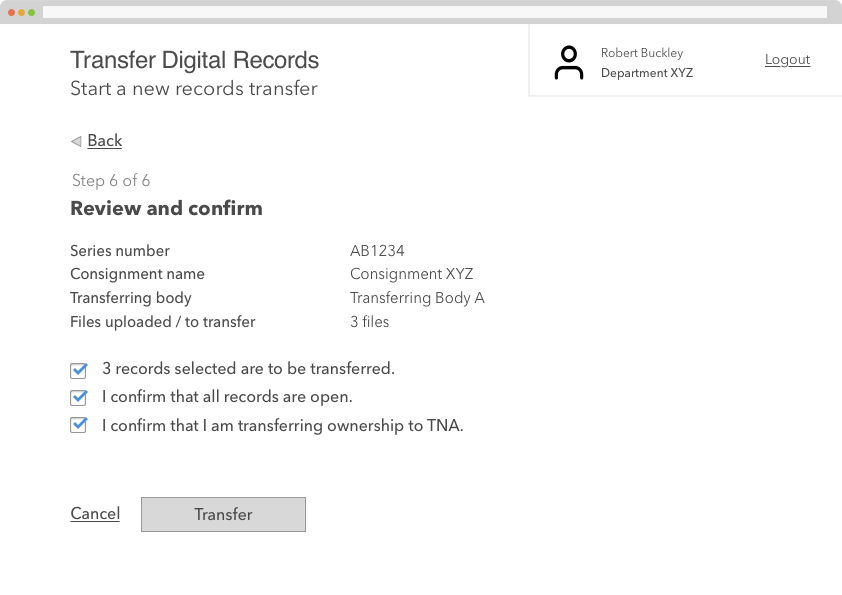 Transfer Digital Records
Start a new records transfer
Robert Buckley
Department XYZ
Logout
Back
Step 6 of 6
Review and confirm
Series number AB1234
Consignment name Consignment XYZ
Transferring body Transferring Body A
Files uploaded / to transfer 3 files
3 records selected are to be transferred.
I confirm that all records are open.
I confirm that I am transferring ownership to TNA.
Cancel
Transfer